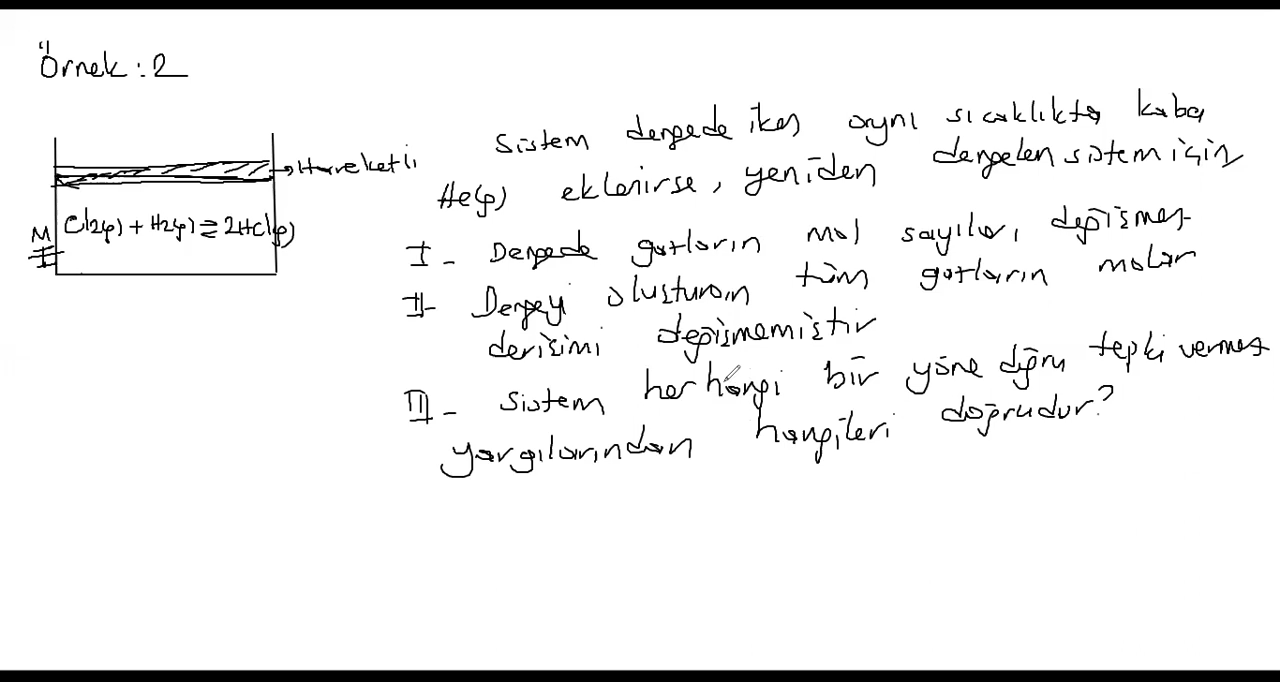 Örnek : 2
Sistem dengede iken aynı sıcaklıkta kaba
He(g) eklenirse, yeniden dengelen sistem için
→ Hareketli
M
Cl2(g) + H2(g) ⇌ 2HCl(g)
I - Dengede gazların mol sayıları değişmez
II- Dengeyi oluşturan tüm gazların molar
derişimi değişmemiştir
III - Sistem herhangi bir yöne doğru tepki vermez
yargılarından hangileri doğrudur?